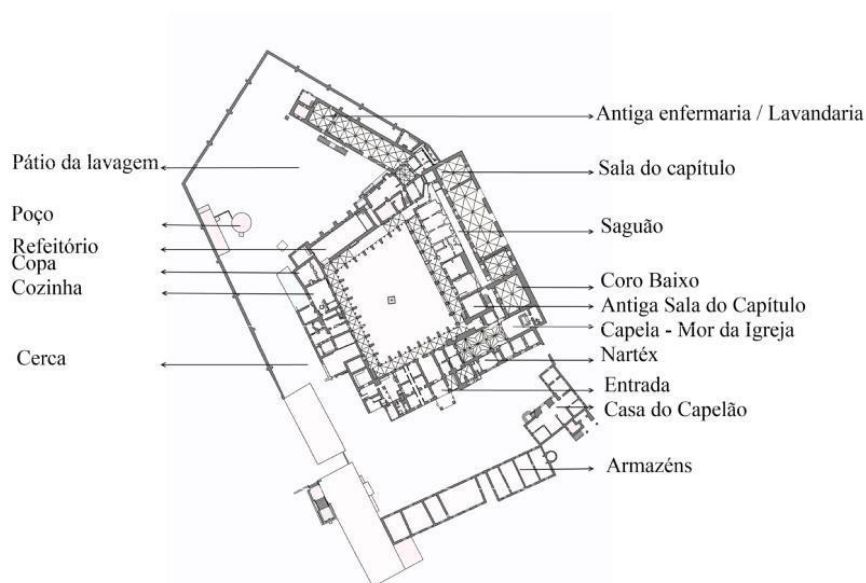 Pátio da lavagem
Poço
Refeitório
Copa
Cozinha
Cerca
Antiga enfermaria / Lavandaria
Sala do capítulo
Saguão
Coro Baixo
Antiga Sala do Capítulo
Capela - Mor da Igreja
Nartéx
Entrada
Casa do Capelão
Armazéns